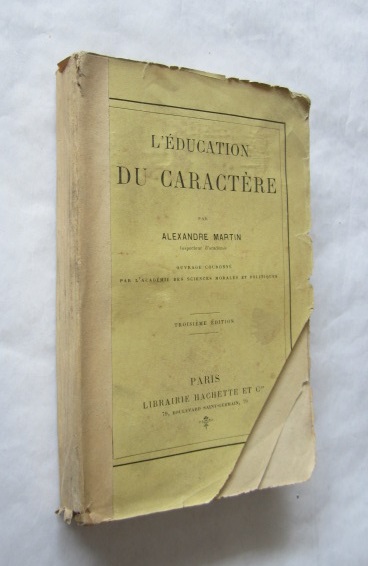 L'ÉDUCATION
DU CARACTÈRE
PAR
ALEXANDRE MARTIN
Inspecteur d'Académie
OUVRAGE COURONNÉ
PAR L'ACADÉMIE DES SCIENCES MORALES ET POLITIQUES
TROISIÈME ÉDITION
PARIS
LIBRAIRIE HACHETTE ET Cie
79, BOULEVARD SAINT-GERMAIN, 79